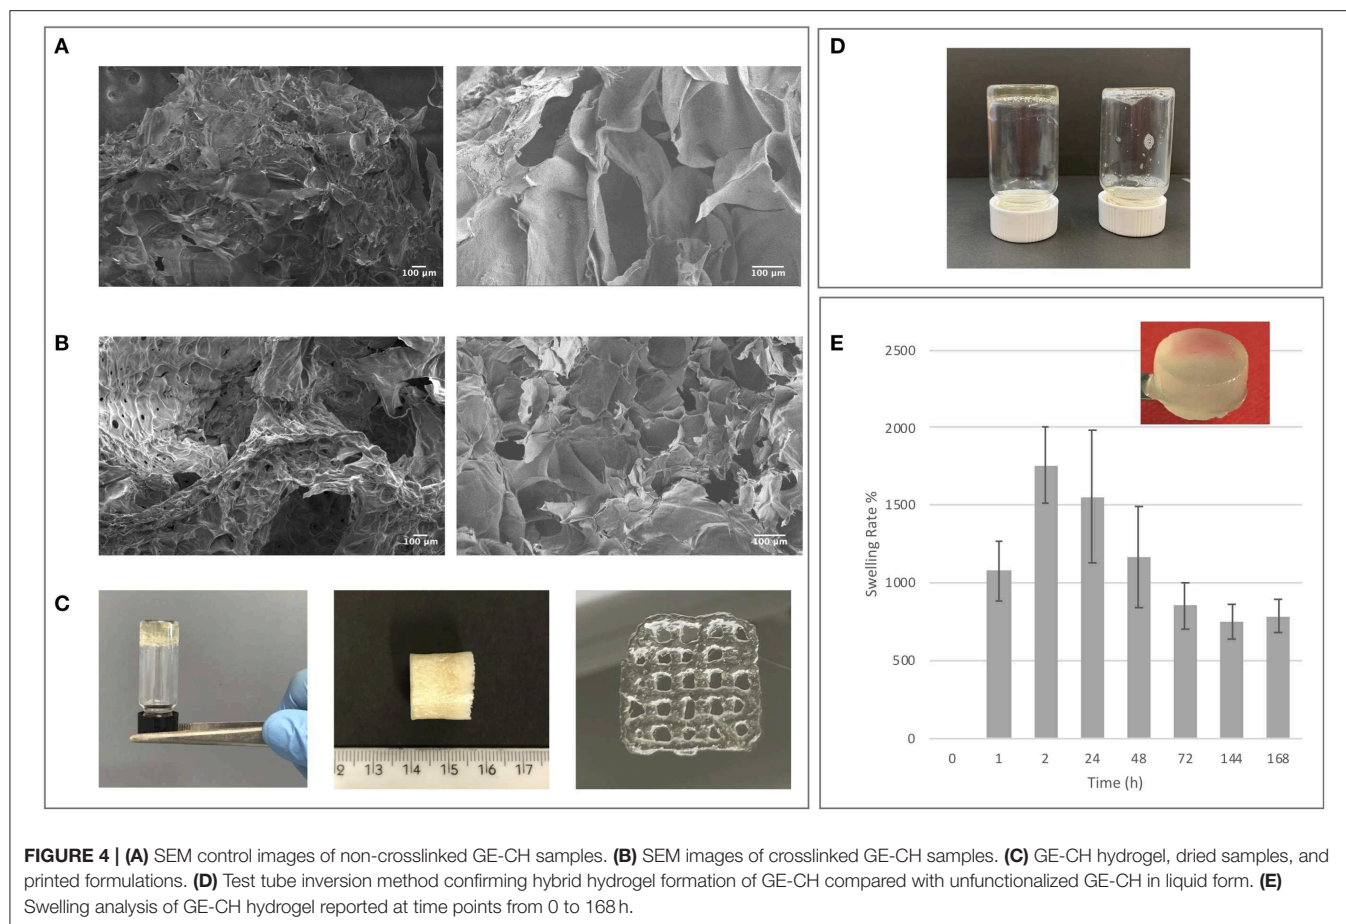 A
100 µm
100 µm
B
100 µm
100 µm
C
2 13 14 15 16 17
D
E
2500
2000
1500
1000
500
0
Swelling Rate %
0 1 2 24 48 72 144 168
Time (h)
FIGURE 4 | (A) SEM control images of non-crosslinked GE-CH samples. (B) SEM images of crosslinked GE-CH samples. (C) GE-CH hydrogel, dried samples, and
printed formulations. (D) Test tube inversion method confirming hybrid hydrogel formation of GE-CH compared with unfunctionalized GE-CH in liquid form. (E)
Swelling analysis of GE-CH hydrogel reported at time points from 0 to 168 h.